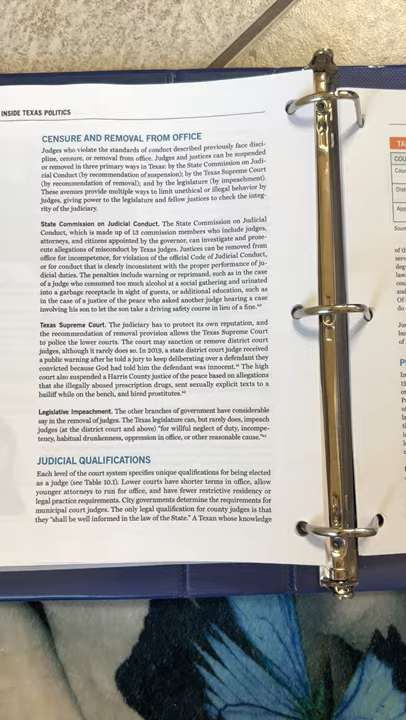 INSIDE TEXAS POLITICS
CENSURE AND REMOVAL FROM OFFICE
Judges who violate the standards of conduct described previously face disci-
pline, censure, or removal from office. Judges and justices can be suspended
or removed in three primary ways in Texas: by the State Commission on Judi-
cial Conduct (by recommendation of suspension); by the Texas Supreme Court
(by recommendation of removal); and by the legislature (by impeachment).
These avenues provide multiple ways to limit unethical or illegal behavior by
judges, giving power to the legislature and fellow justices to check the integ-
rity of the judiciary.
State Commission on Judicial Conduct. The State Commission on Judicial
Conduct, which is made up of 13 commission members who include judges,
attorneys, and citizens appointed by the governor, can investigate and prose-
cute allegations of misconduct by Texas judges. Justices can be removed from
office for incompetence, for violation of the official Code of Judicial Conduct,
or for conduct that is clearly inconsistent with the proper performance of ju-
dicial duties. The penalties include warning or reprimand, such as in the case
of a judge who consumed too much alcohol at a social gathering and urinated
into a garbage receptacle in sight of guests, or additional education, such as
in the case of a justice of the peace who asked another judge hearing a case
involving his son to let the son take a driving safety course in lieu of a fine.
Texas Supreme Court. The judiciary has to protect its own reputation, and
the recommendation of removal provision allows the Texas Supreme Court
to police the lower courts. The court may sanction or remove district court
judges, although it rarely does so. In 2019, a state district court judge received
a public warning after he told a jury to keep deliberating over a defendant they
convicted because God had told him the defendant was innocent. The high
court also suspended a Harris County justice of the peace based on allegations
that she illegally abused prescription drugs, sent sexually explicit texts to a
bailiff while on the bench, and hired prostitutes.
Legislative Impeachment. The other branches of government have considerable
say in the removal of judges. The Texas legislature can, but rarely does, impeach
judges (at the district court and above) "for willful neglect of duty, incompe-
tency, habitual drunkenness, oppression in office, or other reasonable cause."
JUDICIAL QUALIFICATIONS
Each level of the court system specifies unique qualifications for being elected
as a judge (see Table 10.1). Lower courts have shorter terms in office, allow
younger attorneys to run for office, and have fewer restrictive residency or
legal practice requirements. City governments determine the requirements for
municipal court judges. The only legal qualification for county judges is that
they "shall be well informed in the law of the State." A Texan whose knowledge